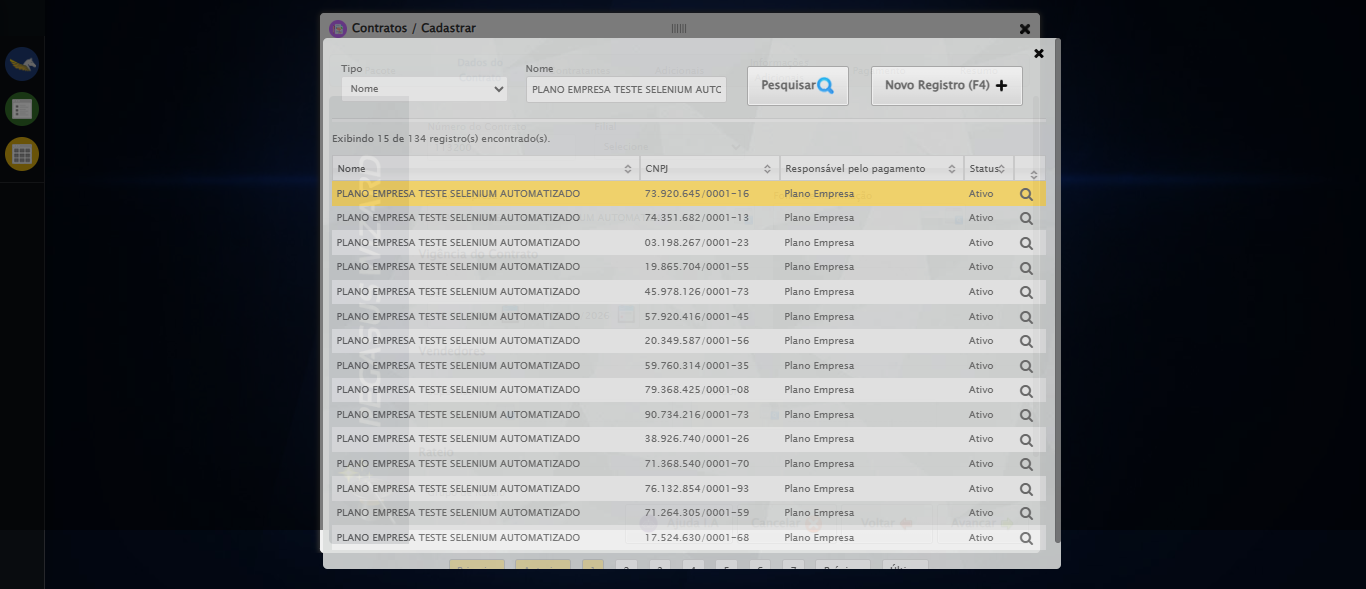 Contratos / Cadastrar
Tipo
Nome
Nome
PLANO EMPRESA TESTE SELENIUM AUTC
Pesquisar
Novo Registro (F4)
Exibindo 15 de 134 registro(s) encontrado(s).
Nome CNPJ Responsável pelo pagamento Status
PLANO EMPRESA TESTE SELENIUM AUTOMATIZADO 73.920.645/0001-16 Plano Empresa Ativo
PLANO EMPRESA TESTE SELENIUM AUTOMATIZADO 74.351.682/0001-13 Plano Empresa Ativo
PLANO EMPRESA TESTE SELENIUM AUTOMATIZADO 03.198.267/0001-23 Plano Empresa Ativo
PLANO EMPRESA TESTE SELENIUM AUTOMATIZADO 19.865.704/0001-55 Plano Empresa Ativo
PLANO EMPRESA TESTE SELENIUM AUTOMATIZADO 45.978.126/0001-73 Plano Empresa Ativo
PLANO EMPRESA TESTE SELENIUM AUTOMATIZADO 57.920.416/0001-45 Plano Empresa Ativo
PLANO EMPRESA TESTE SELENIUM AUTOMATIZADO 20.349.587/0001-56 Plano Empresa Ativo
PLANO EMPRESA TESTE SELENIUM AUTOMATIZADO 59.760.314/0001-35 Plano Empresa Ativo
PLANO EMPRESA TESTE SELENIUM AUTOMATIZADO 79.368.425/0001-08 Plano Empresa Ativo
PLANO EMPRESA TESTE SELENIUM AUTOMATIZADO 90.734.216/0001-73 Plano Empresa Ativo
PLANO EMPRESA TESTE SELENIUM AUTOMATIZADO 38.926.740/0001-26 Plano Empresa Ativo
PLANO EMPRESA TESTE SELENIUM AUTOMATIZADO 71.368.540/0001-70 Plano Empresa Ativo
PLANO EMPRESA TESTE SELENIUM AUTOMATIZADO 76.132.854/0001-93 Plano Empresa Ativo
PLANO EMPRESA TESTE SELENIUM AUTOMATIZADO 71.264.305/0001-59 Plano Empresa Ativo
PLANO EMPRESA TESTE SELENIUM AUTOMATIZADO 17.524.630/0001-68 Plano Empresa Ativo
Vigência do Contrato
Vendedores
Rateio
Cancelar Voltar Avançar